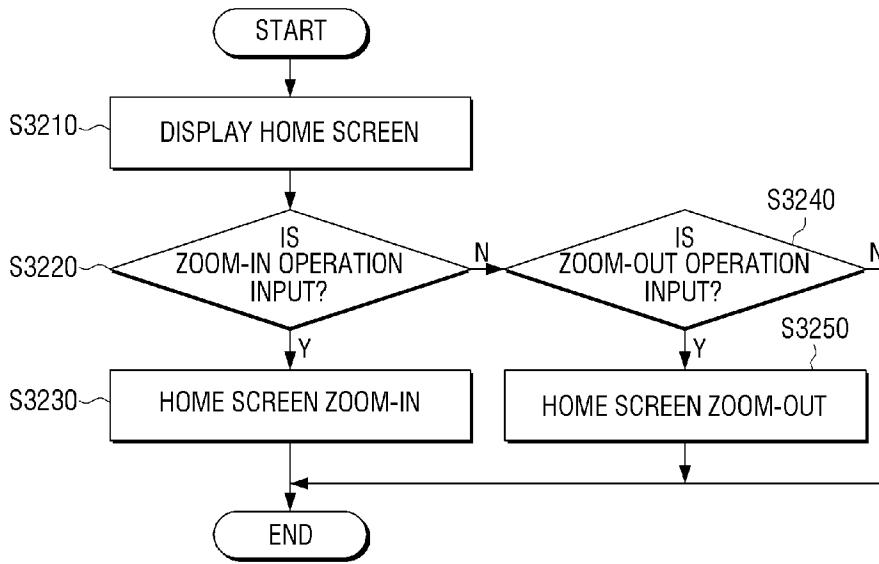 START
S3210
DISPLAY HOME SCREEN
S3220
IS
ZOOM-IN OPERATION
INPUT?
N
Y
S3240
IS
ZOOM-OUT OPERATION
INPUT?
N
Y
S3230
HOME SCREEN ZOOM-IN
S3250
HOME SCREEN ZOOM-OUT
END